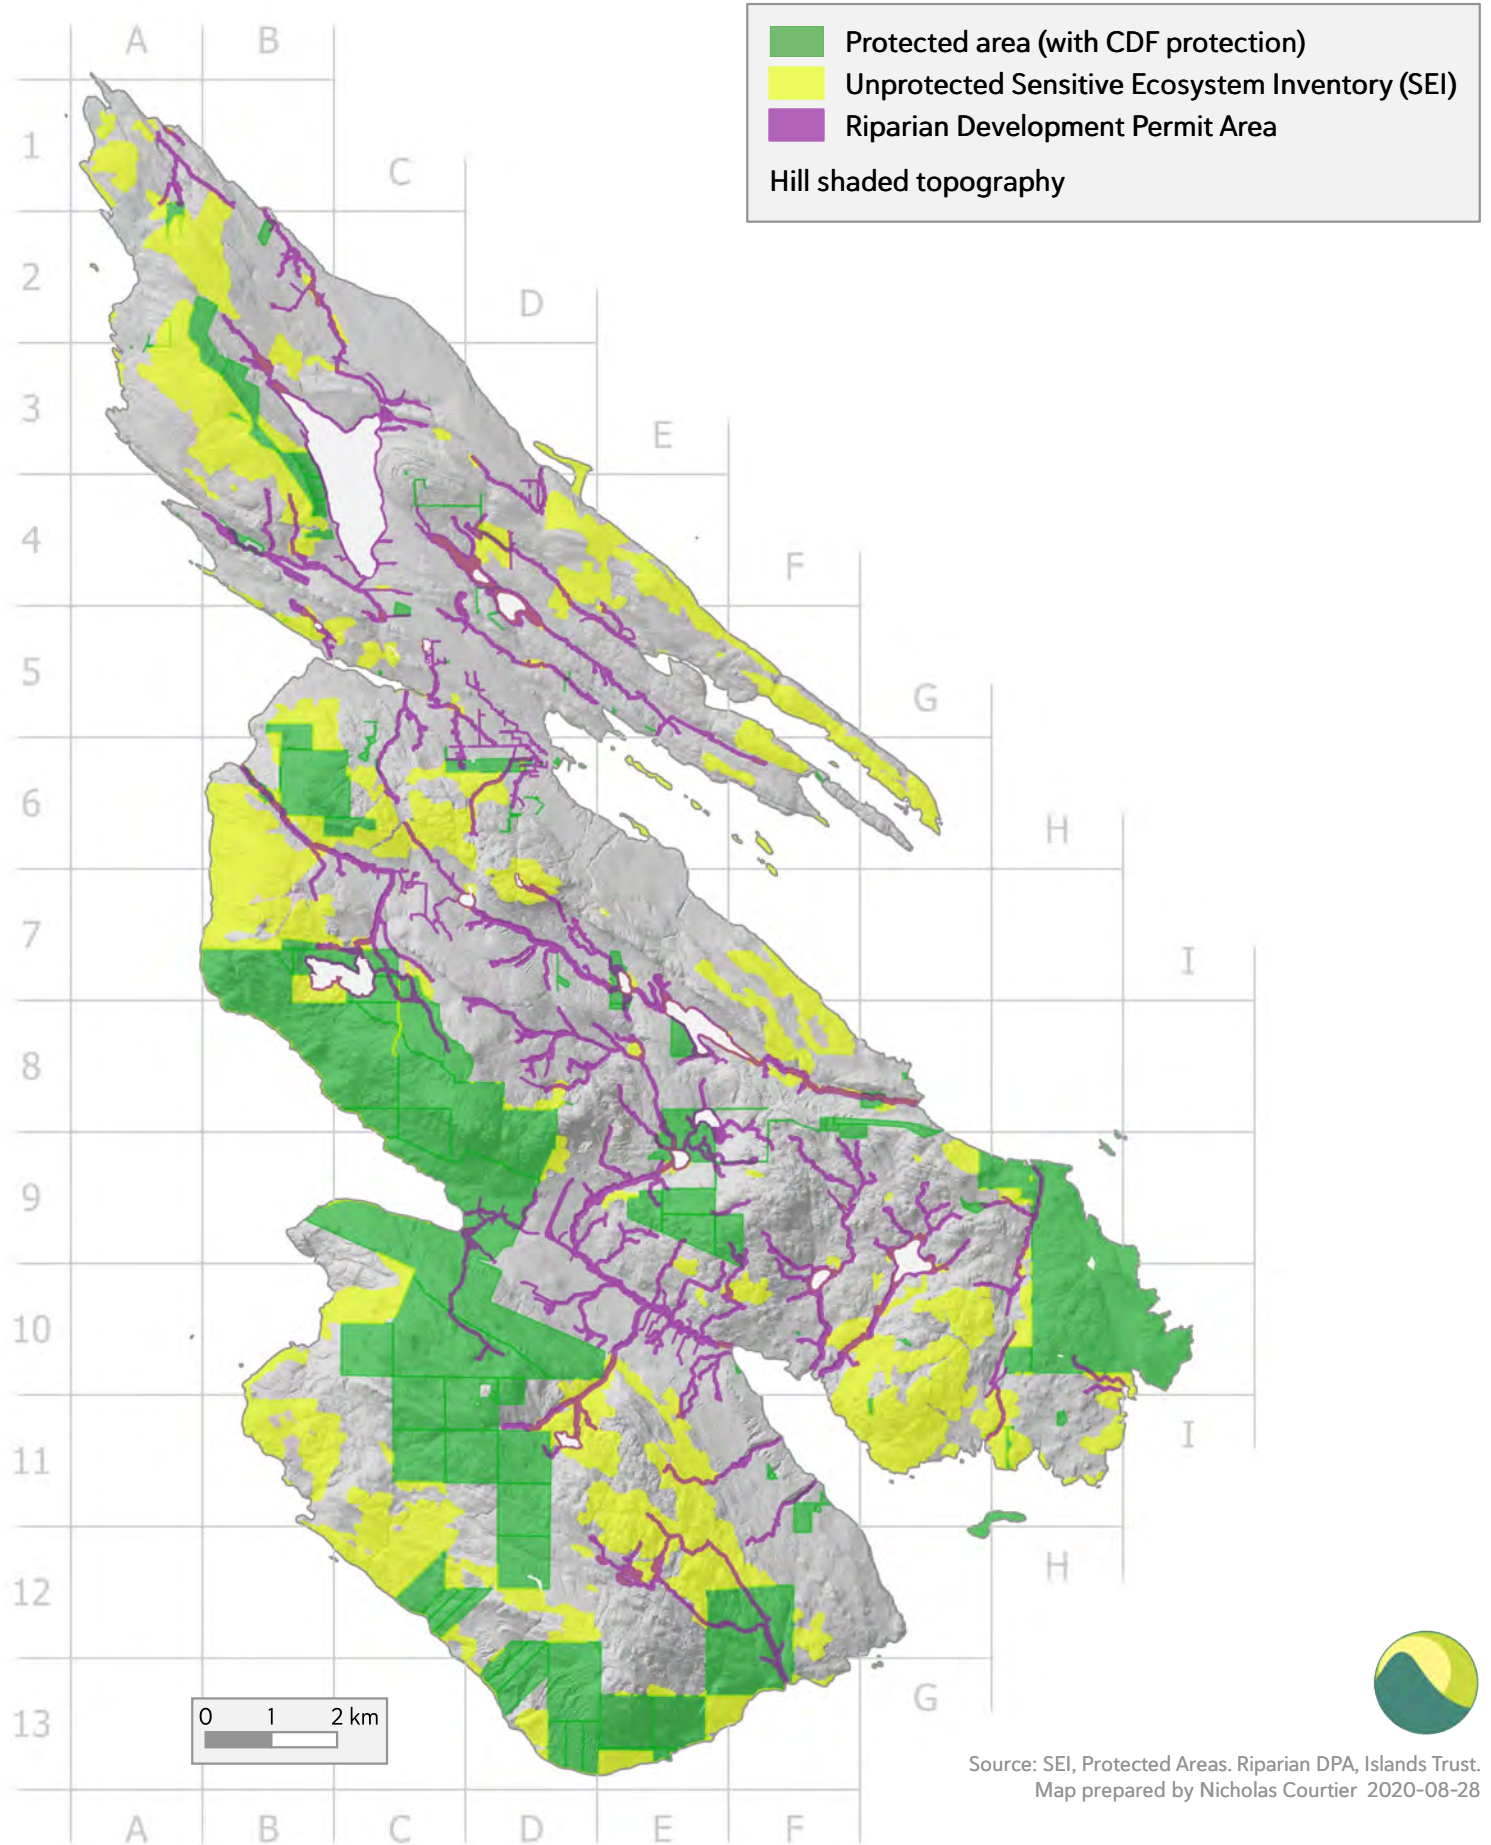 Protected area (with CDF protection)
Unprotected Sensitive Ecosystem Inventory (SEI)
Riparian Development Permit Area
Hill shaded topography
A
B
1
C
2
D
3
E
4
F
5
G
6
H
7
I
8
9
10
I
11
H
12
G
13
0 1 2 km
Source: SEI, Protected Areas. Riparian DPA, Islands Trust.
Map prepared by Nicholas Courtier 2020-08-28
A B C D E F